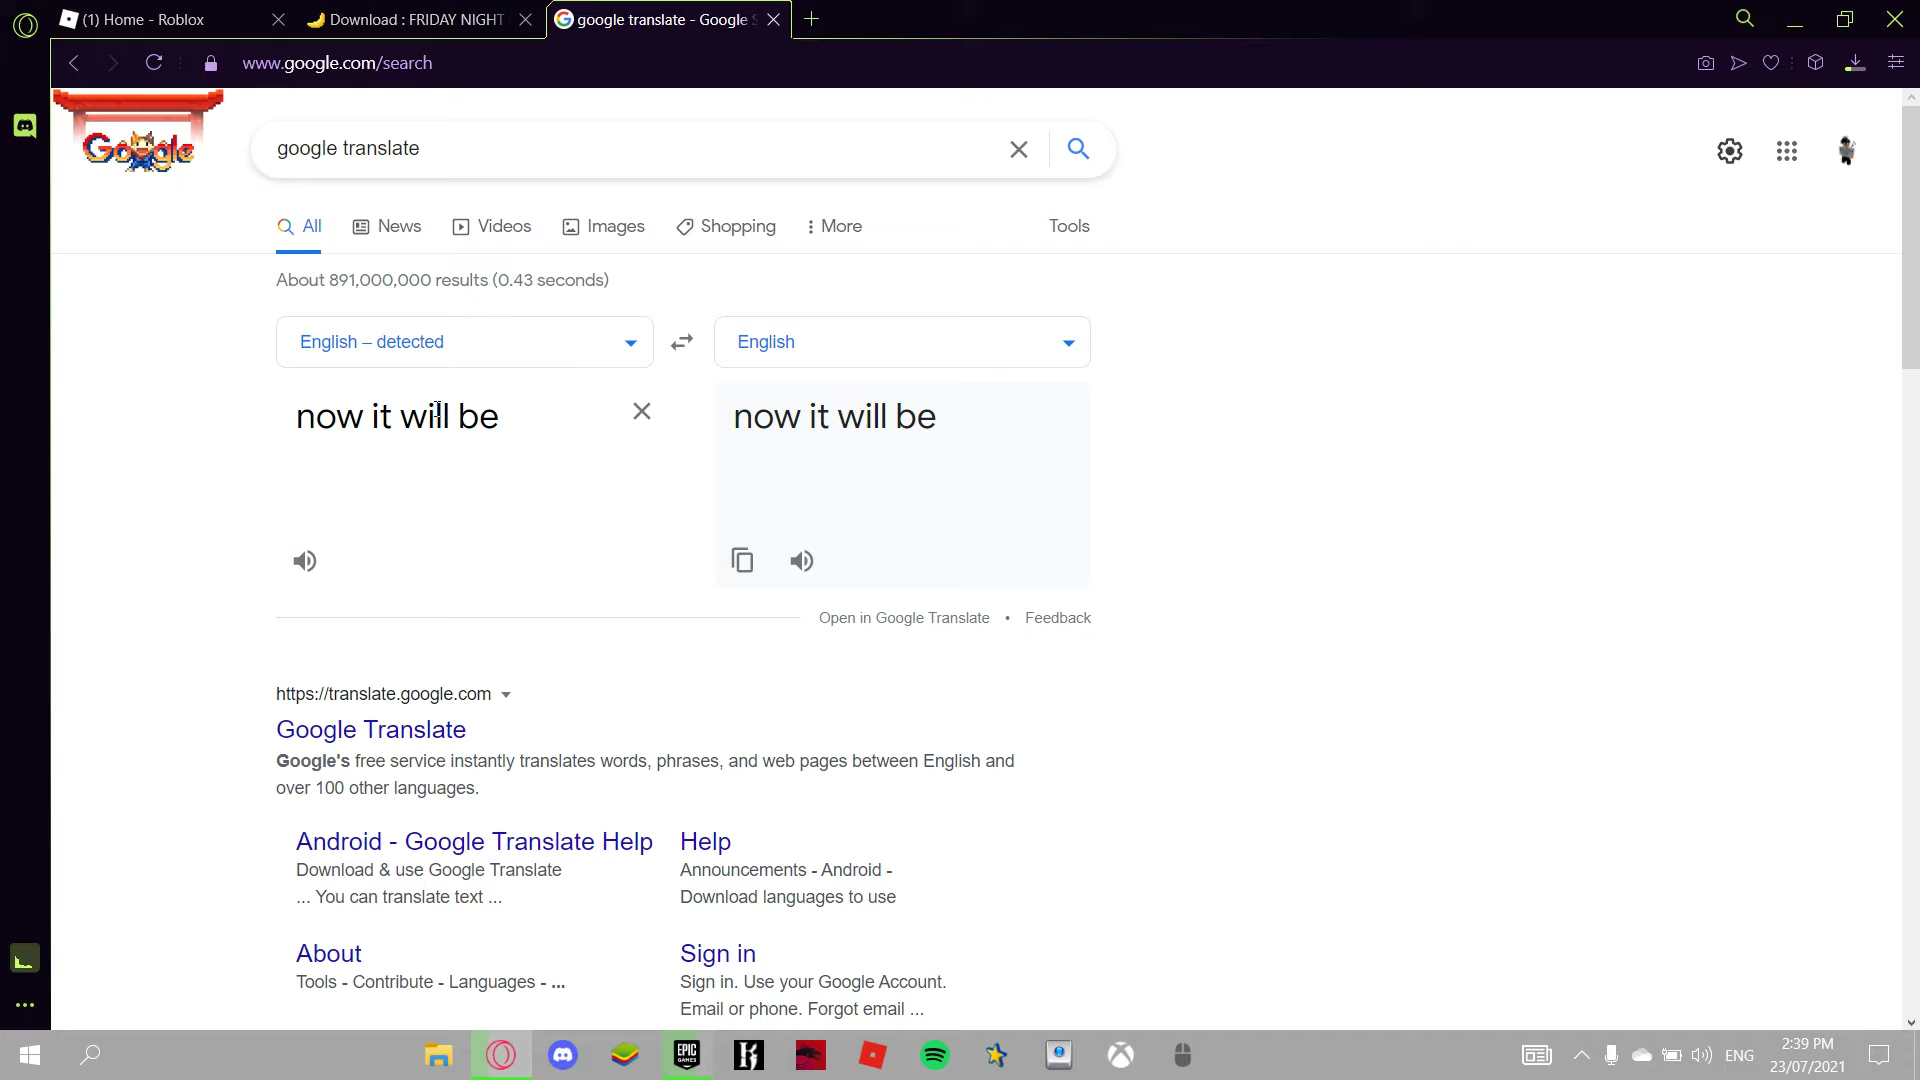 (1) Home - Roblox
Download : FRIDAY NIGHT
google translate - Google S
www.google.com/search
Google
google translate
All
News
Videos
Images
Shopping
More
Tools
About 891,000,000 results (0.43 seconds)
English – detected
English
now it will be
now it will be
Open in Google Translate • Feedback
https://translate.google.com
Google Translate
Google's free service instantly translates words, phrases, and web pages between English and
over 100 other languages.
Android - Google Translate Help
Download & use Google Translate
... You can translate text ...
Help
Announcements - Android -
Download languages to use
About
Tools - Contribute - Languages - ...
Sign in
Sign in. Use your Google Account.
Email or phone. Forgot email ...
EPIC
GAMES
ENG
2:39 PM
23/07/2021